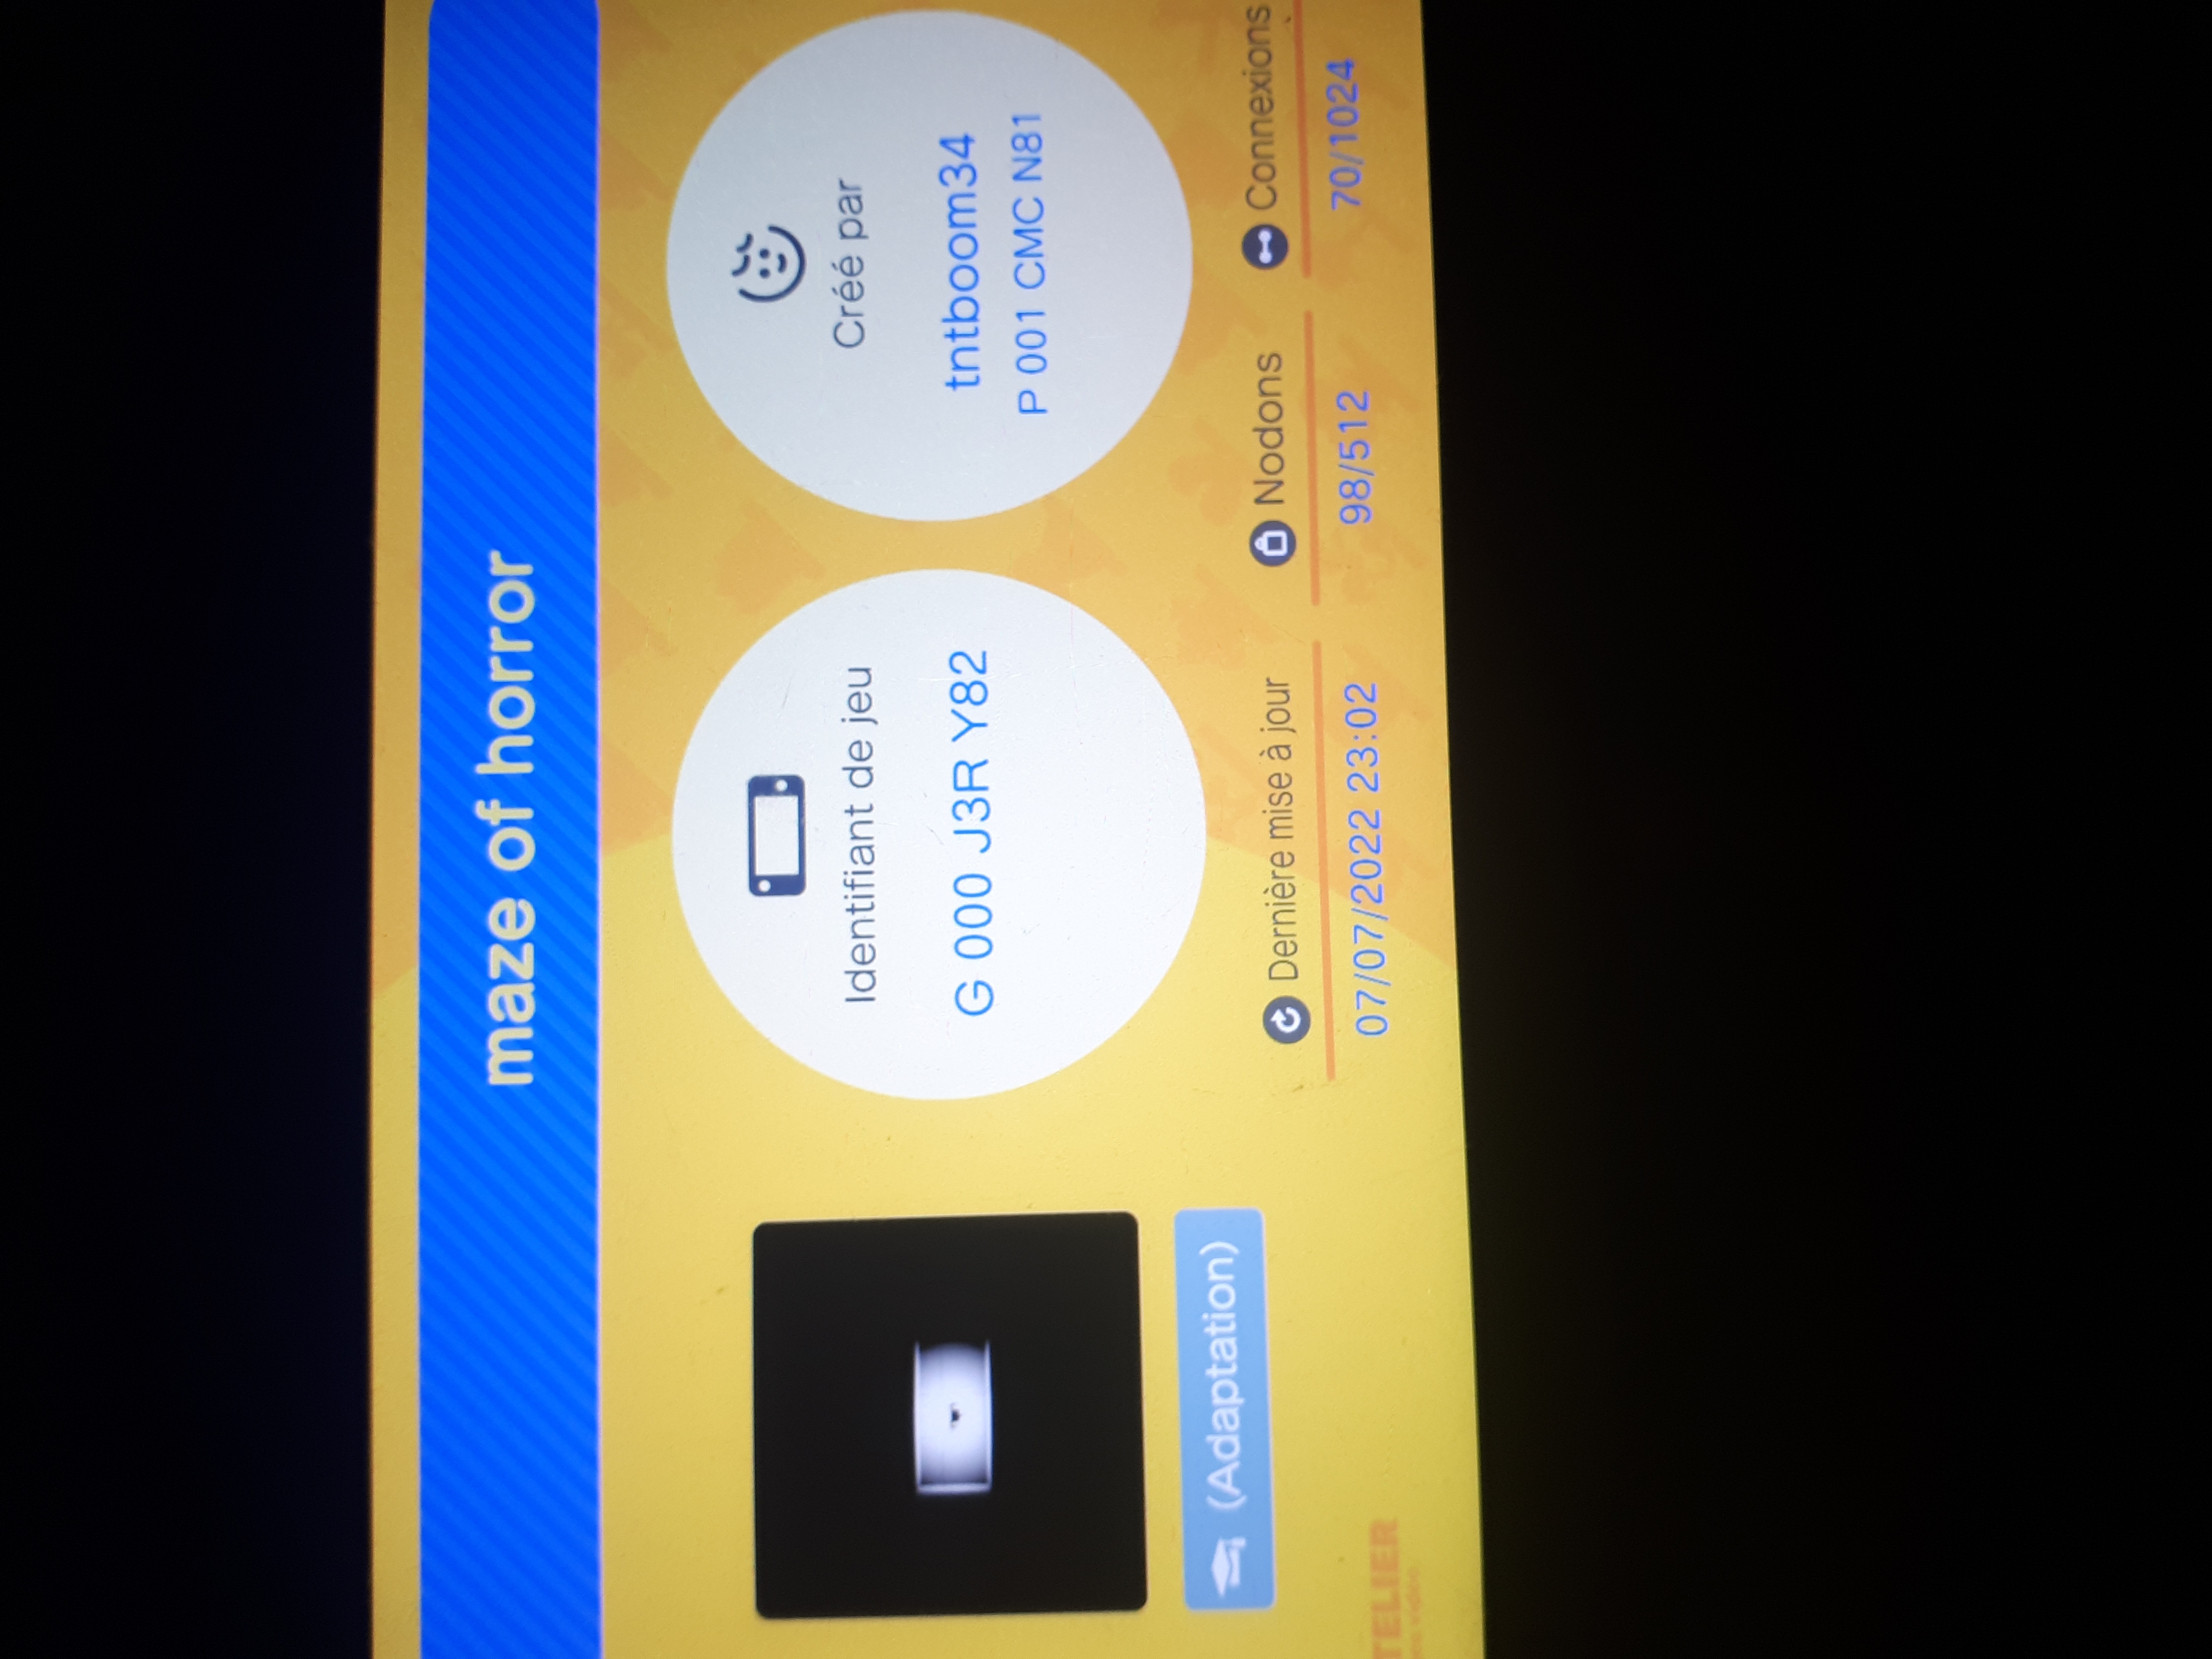 maze of horror
Identifiant de jeu
G 000 J3R Y82
Créé par
tntboom34
P 001 CMC N81
(Adaptation)
Dernière mise à jour
07/07/2022 23:02
Nodons
98/512
Connexions
70/1024
TELIER